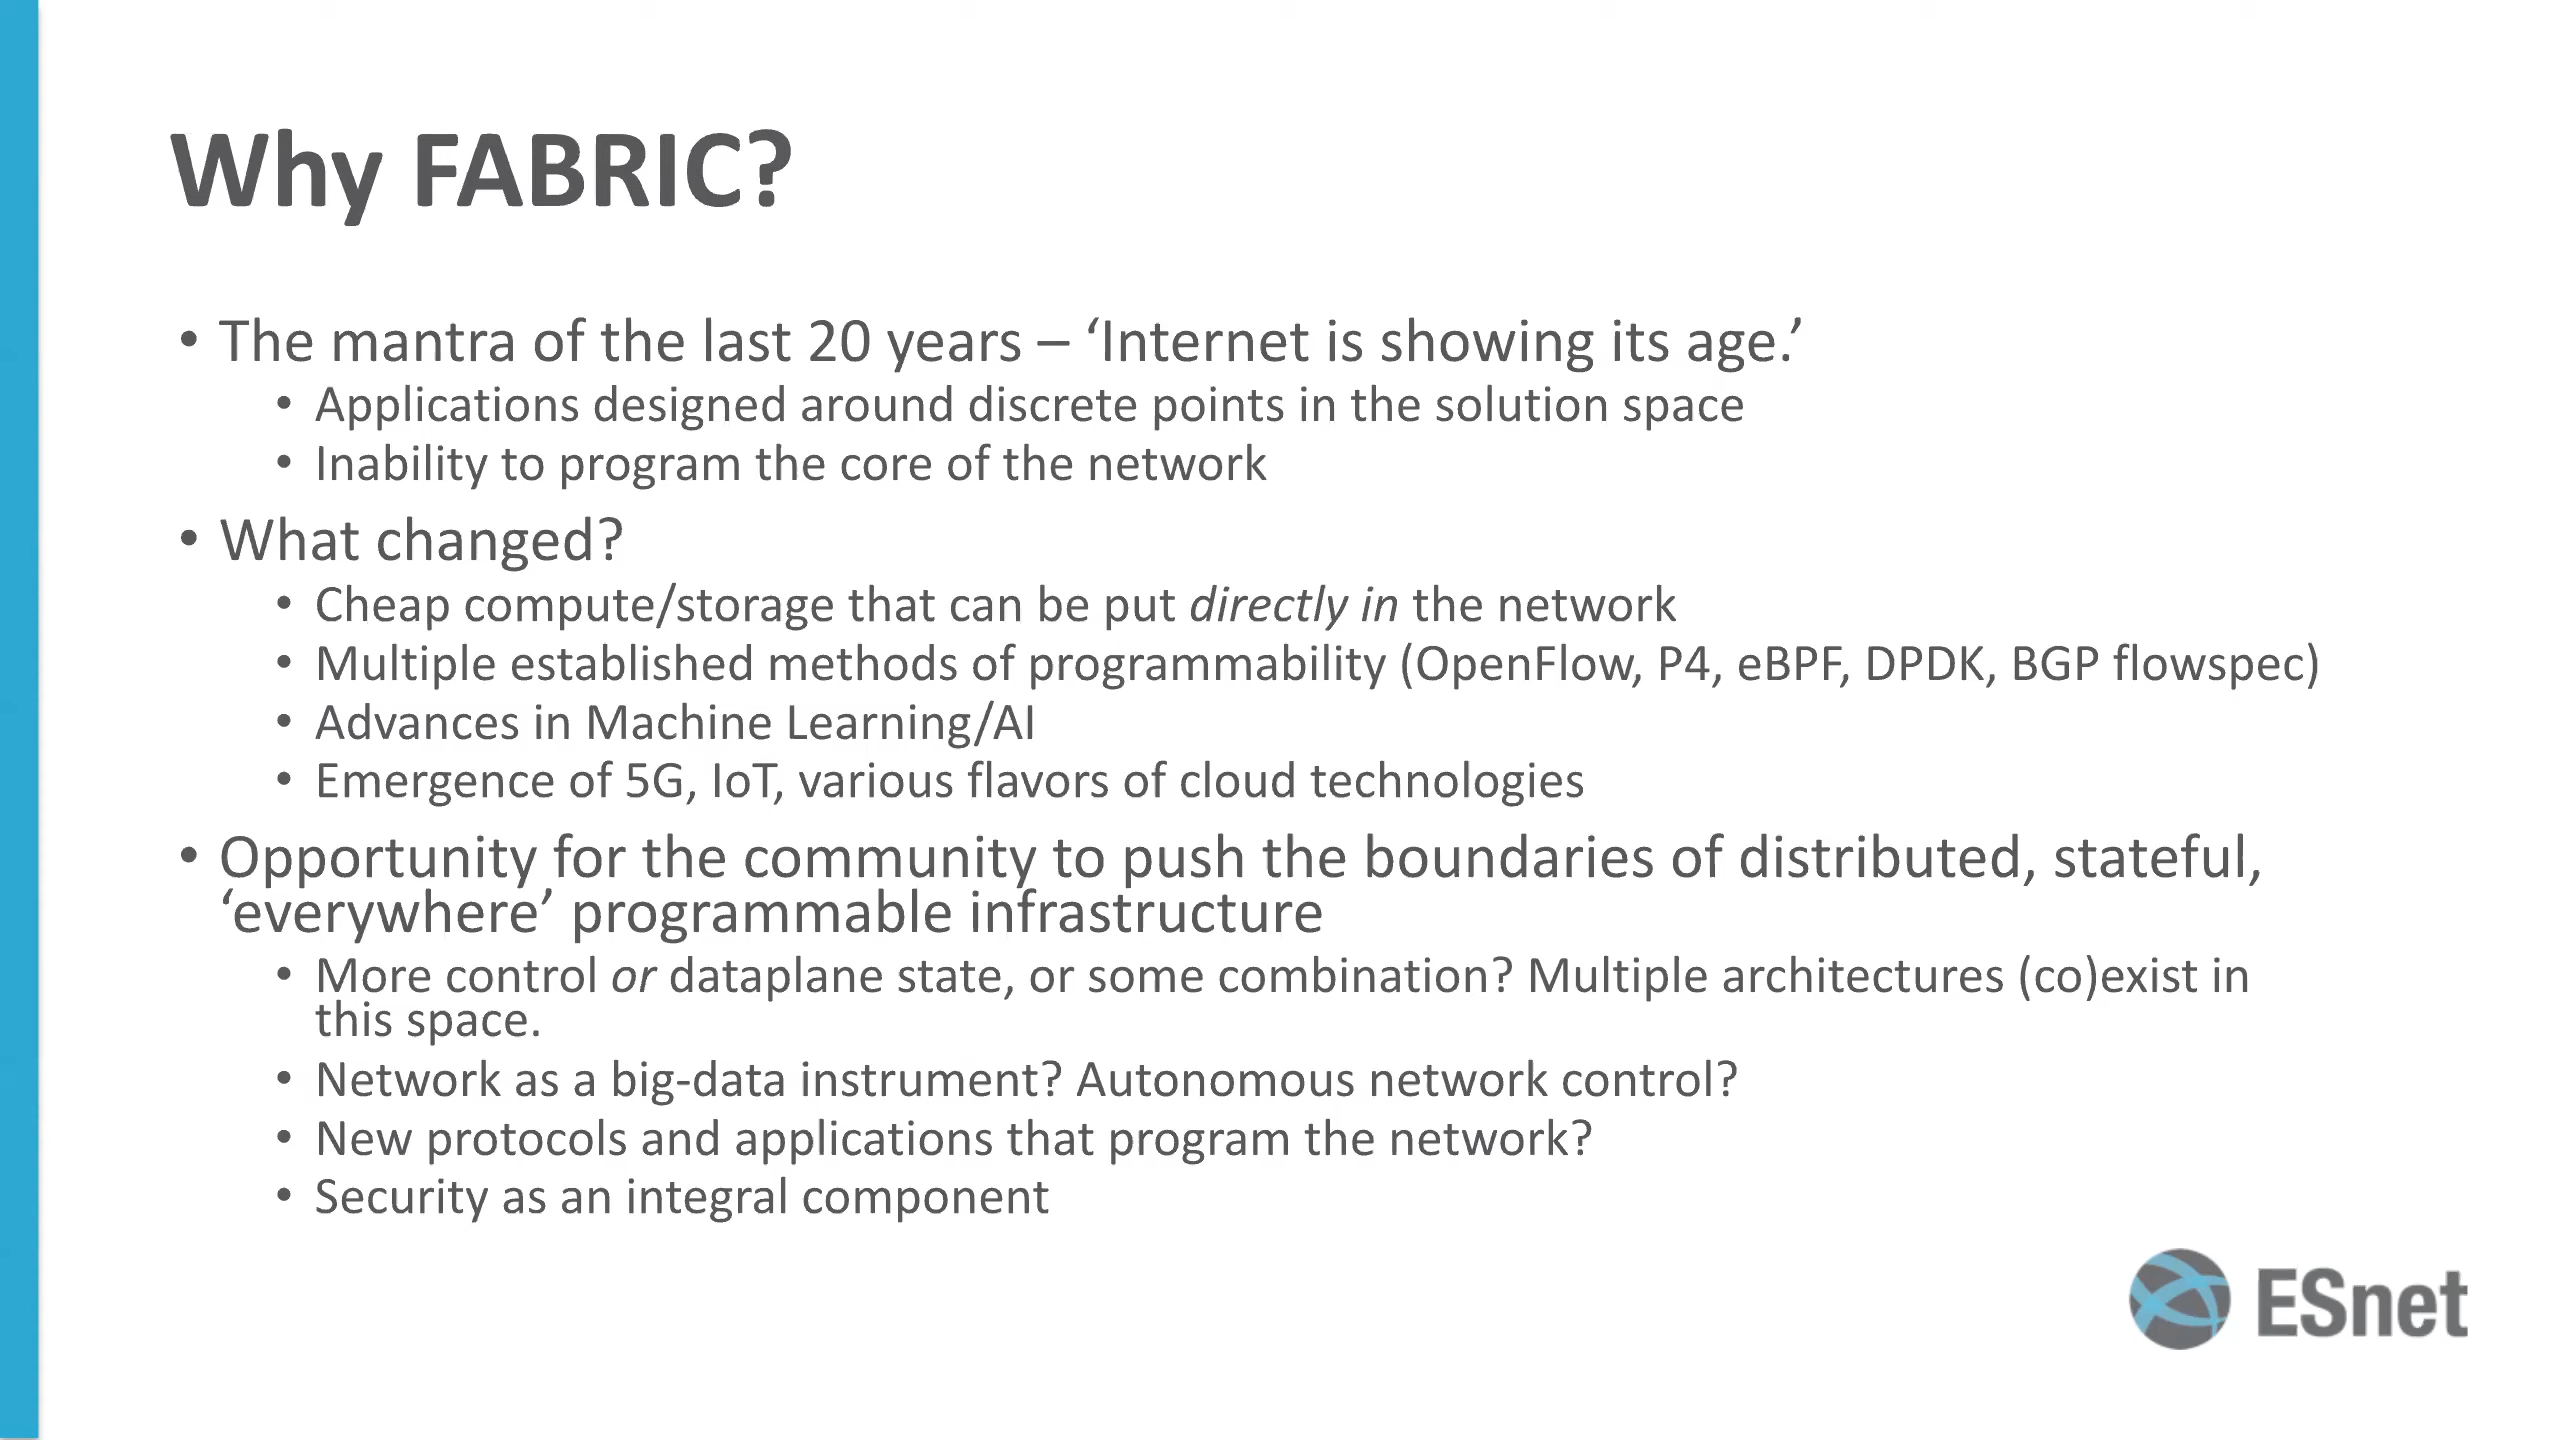 Why FABRIC?
• The mantra of the last 20 years – ‘Internet is showing its age.’
• Applications designed around discrete points in the solution space
• Inability to program the core of the network
• What changed?
• Cheap compute/storage that can be put directly in the network
• Multiple established methods of programmability (OpenFlow, P4, eBPF, DPDK, BGP flowspec)
• Advances in Machine Learning/AI
• Emergence of 5G, IoT, various flavors of cloud technologies
• Opportunity for the community to push the boundaries of distributed, stateful,
‘everywhere’ programmable infrastructure
• More control or dataplane state, or some combination? Multiple architectures (co)exist in
this space.
• Network as a big-data instrument? Autonomous network control?
• New protocols and applications that program the network?
• Security as an integral component
ESnet